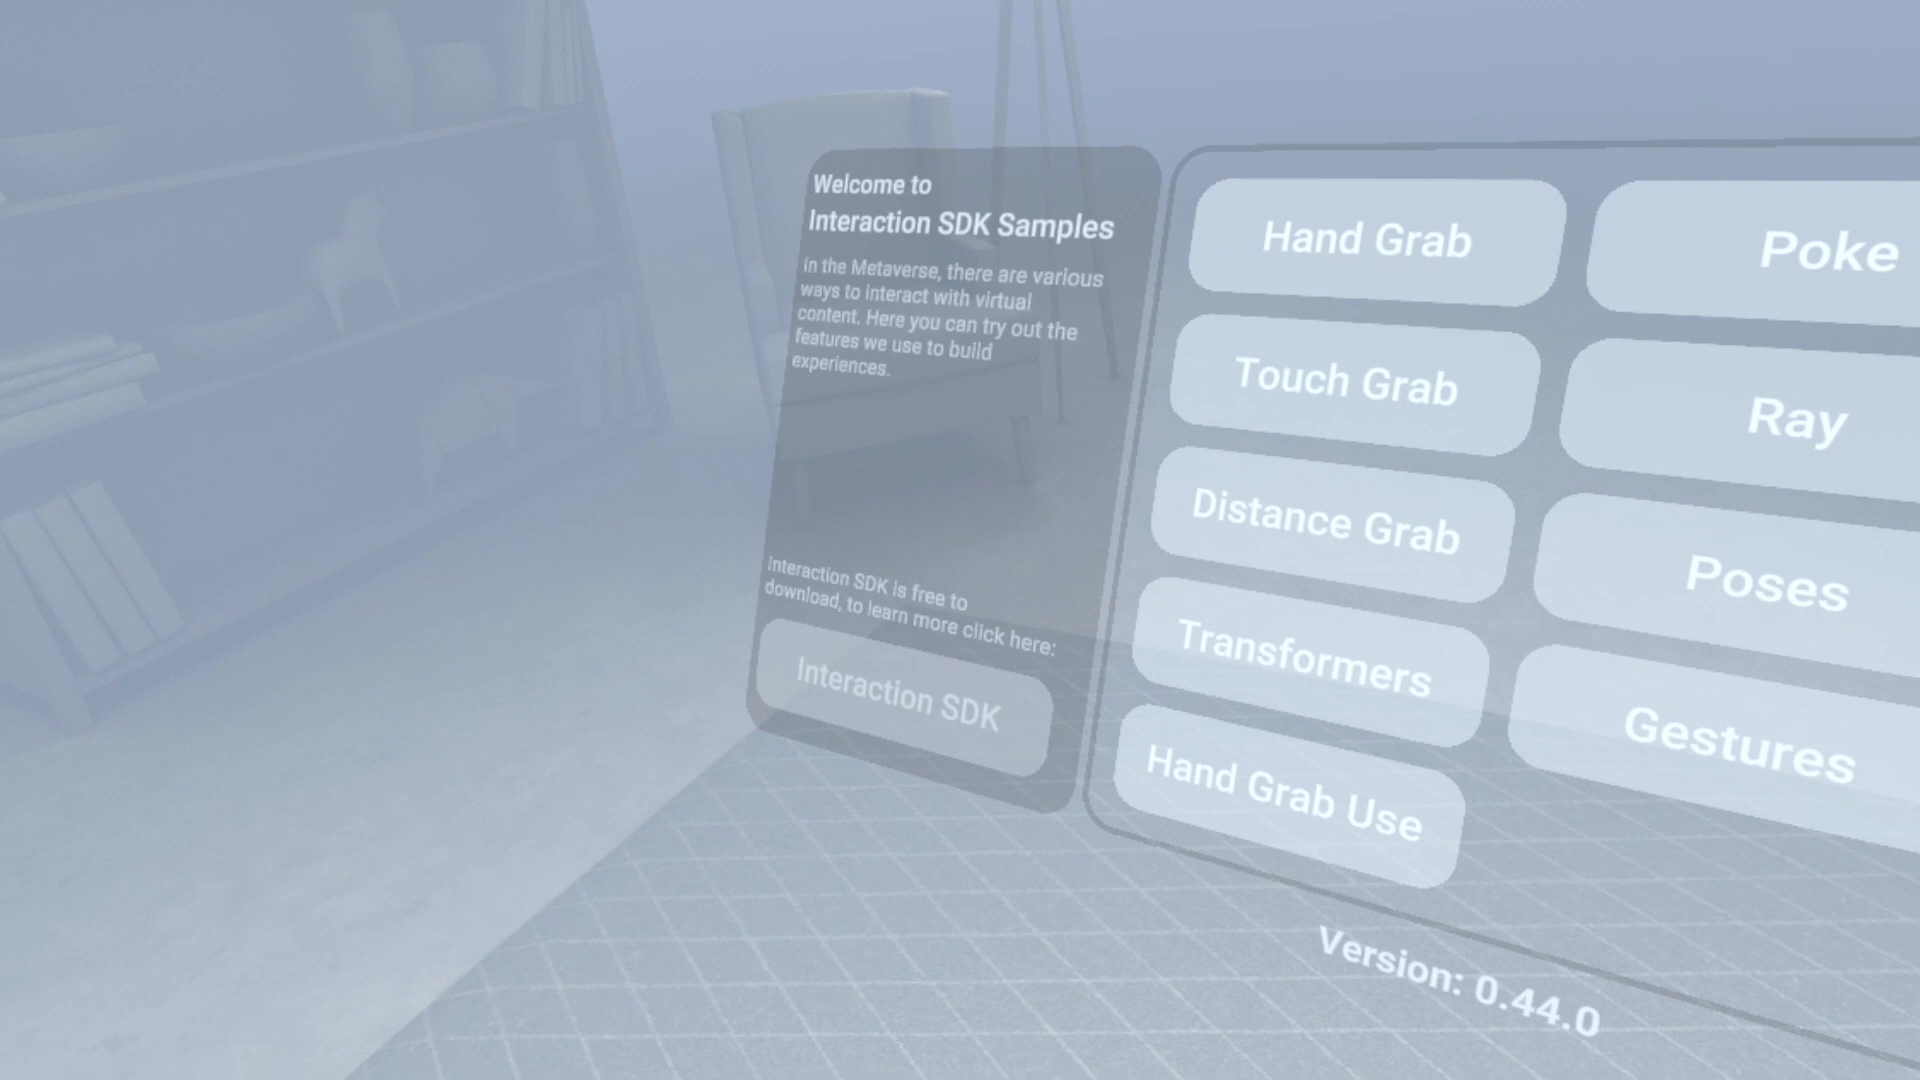 Welcome to
Interaction SDK Samples
In the Metaverse, there are various
ways to interact with virtual
content. Here you can try out the
features we use to build
experiences.
Interaction SDK is free to
download, to learn more click here:
Interaction SDK
Hand Grab
Touch Grab
Distance Grab
Transformers
Hand Grab Use
Poke
Ray
Poses
Gestures
Version: 0.44.0